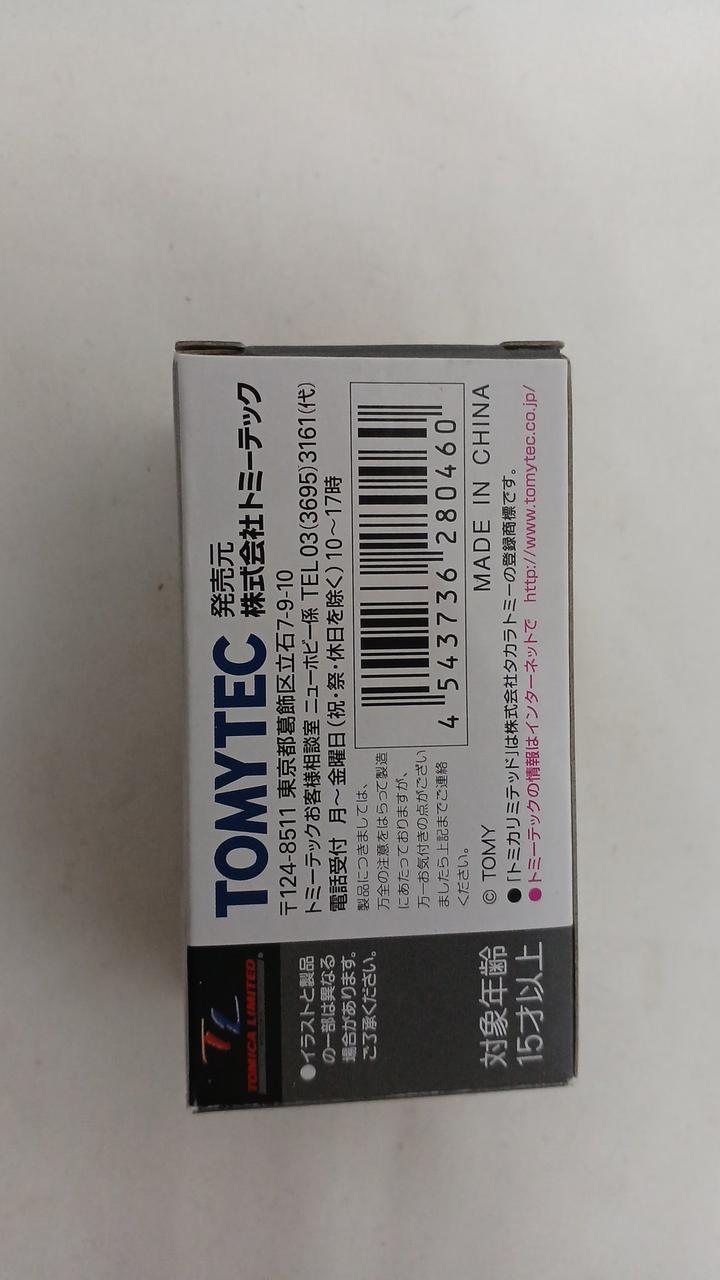 TOMYTEC 発売元
株式会社トミーテック
〒124-8511 東京都葛飾区立石7-9-10
トミーテックお客様相談室 ニューホビー係 TEL 03(3695)3161(代)
電話受付 月～金曜日(祝・祭・休日を除く)10～17時
製品につきましては、
万全の注意をはらって製造
にあたっておりますが、
万一お気付きの点がござい
ましたら上記までご連絡
ください。
4 543736 280460
© TOMY
MADE IN CHINA
●「トミカリミテッド」は株式会社タカラトミーの登録商標です。
●トミーテックの情報はインターネットで http://www.tomytec.co.jp/
TL
TOMICA LIMITED
●イラストと製品
の一部は異なる
場合があります。
ご了承ください。
対象年齢
15才以上